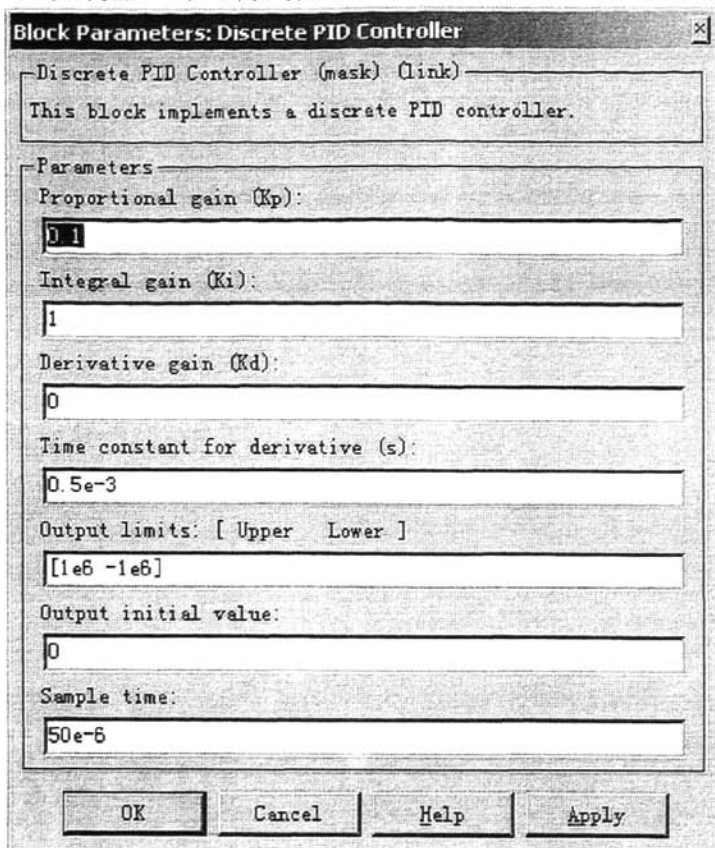 Block Parameters: Discrete PID Controller
Discrete PID Controller (mask) (link)
This block implements a discrete PID controller.
Parameters
Proportional gain (Kp):
0.1
Integral gain (Ki):
1
Derivative gain (Kd):
0
Time constant for derivative (s):
0.5e-3
Output limits: [ Upper Lower ]
[1e6 -1e6]
Output initial value:
0
Sample time:
50e-6
OK Cancel Help Apply